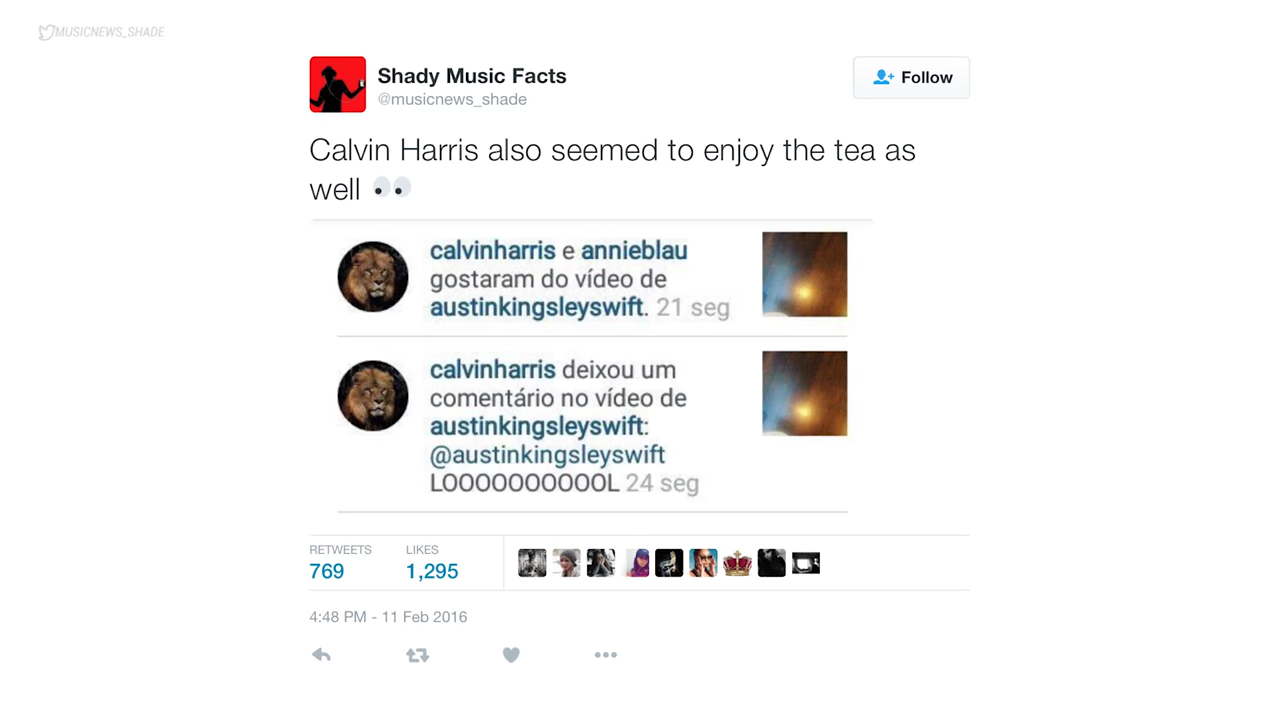 MUSICNEWS_SHADE
Shady Music Facts
@musicnews_shade
Follow
Calvin Harris also seemed to enjoy the tea as
well 👀
calvinharris e annieblau
gostaram do vídeo de
austinkingsleyswift. 21 seg
calvinharris deixou um
comentário no vídeo de
austinkingsleyswift:
@austinkingsleyswift
LOOOOOOOOOOL 24 seg
RETWEETS LIKES
769 1,295
4:48 PM - 11 Feb 2016